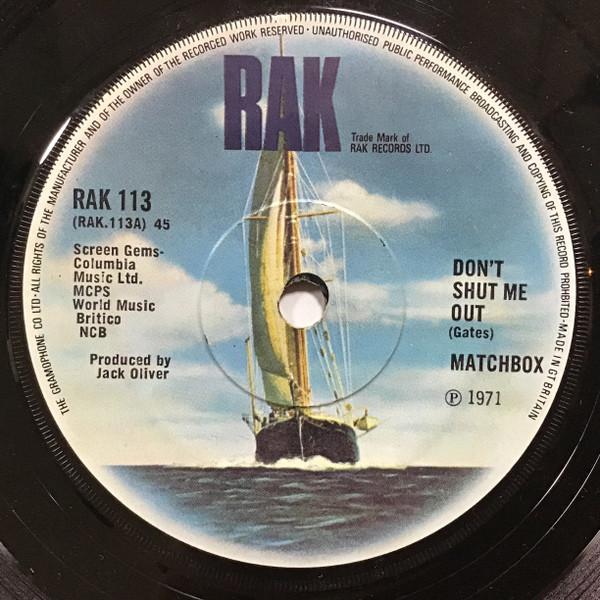 THE GRAMOPHONE CO LTD·ALL RIGHTS OF THE MANUFACTURER AND OF THE OWNER OF THE RECORDED WORK RESERVED·UNAUTHORISED PUBLIC PERFORMANCE BROADCASTING AND COPYING OF THIS RECORD PROHIBITED·MADE IN GT BRITAIN
RAK
Trade Mark of
RAK RECORDS LTD.
RAK 113
(RAK.113A) 45
Screen Gems-
Columbia
Music Ltd.
MCPS
World Music
Britico
NCB
Produced by
Jack Oliver
DON'T
SHUT ME
OUT
(Gates)
MATCHBOX
Ⓟ 1971